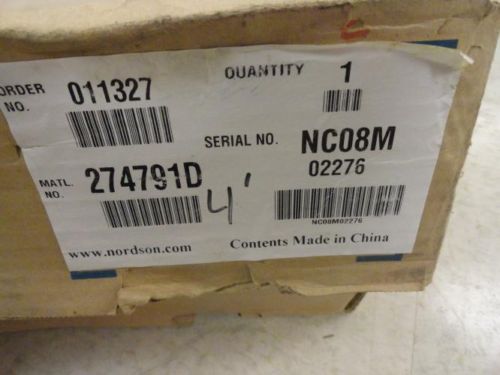 ORDER NO. 011327
QUANTITY 1
SERIAL NO. NC08M
02276
MATL. NO. 274791D
4'
NC08M02276
www.nordson.com Contents Made in China